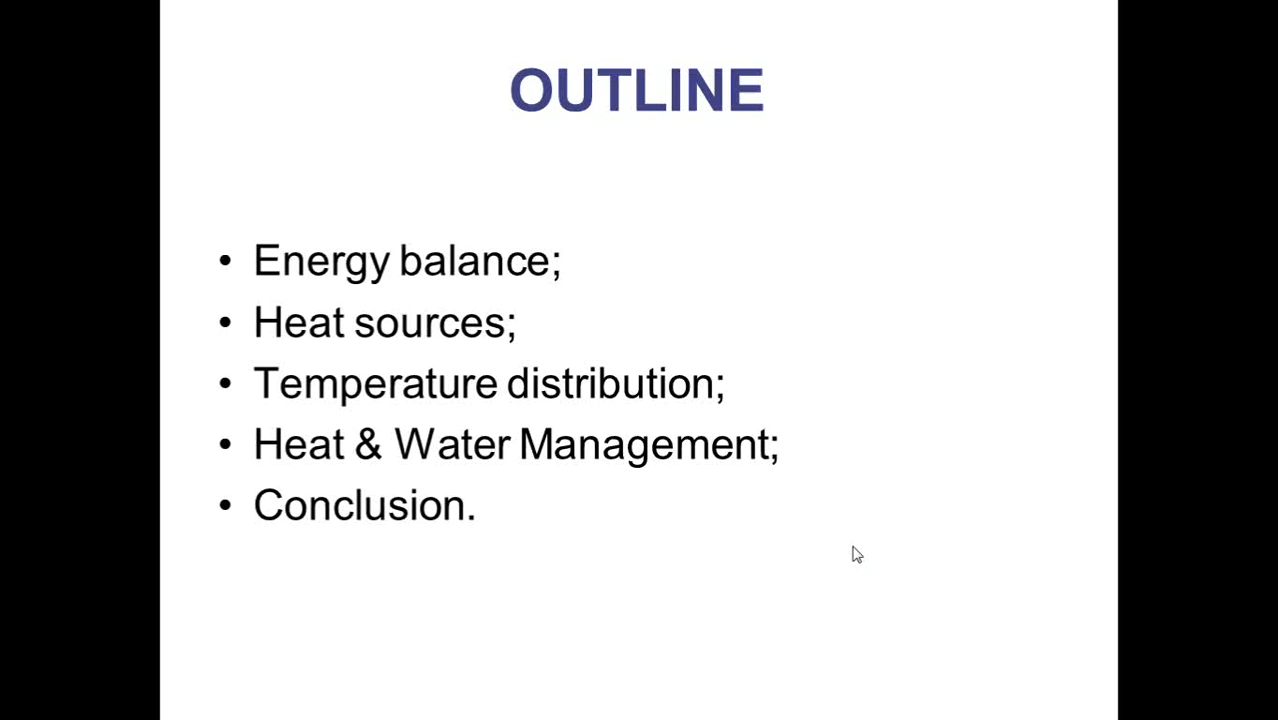 OUTLINE
• Energy balance;
• Heat sources;
• Temperature distribution;
• Heat & Water Management;
• Conclusion.